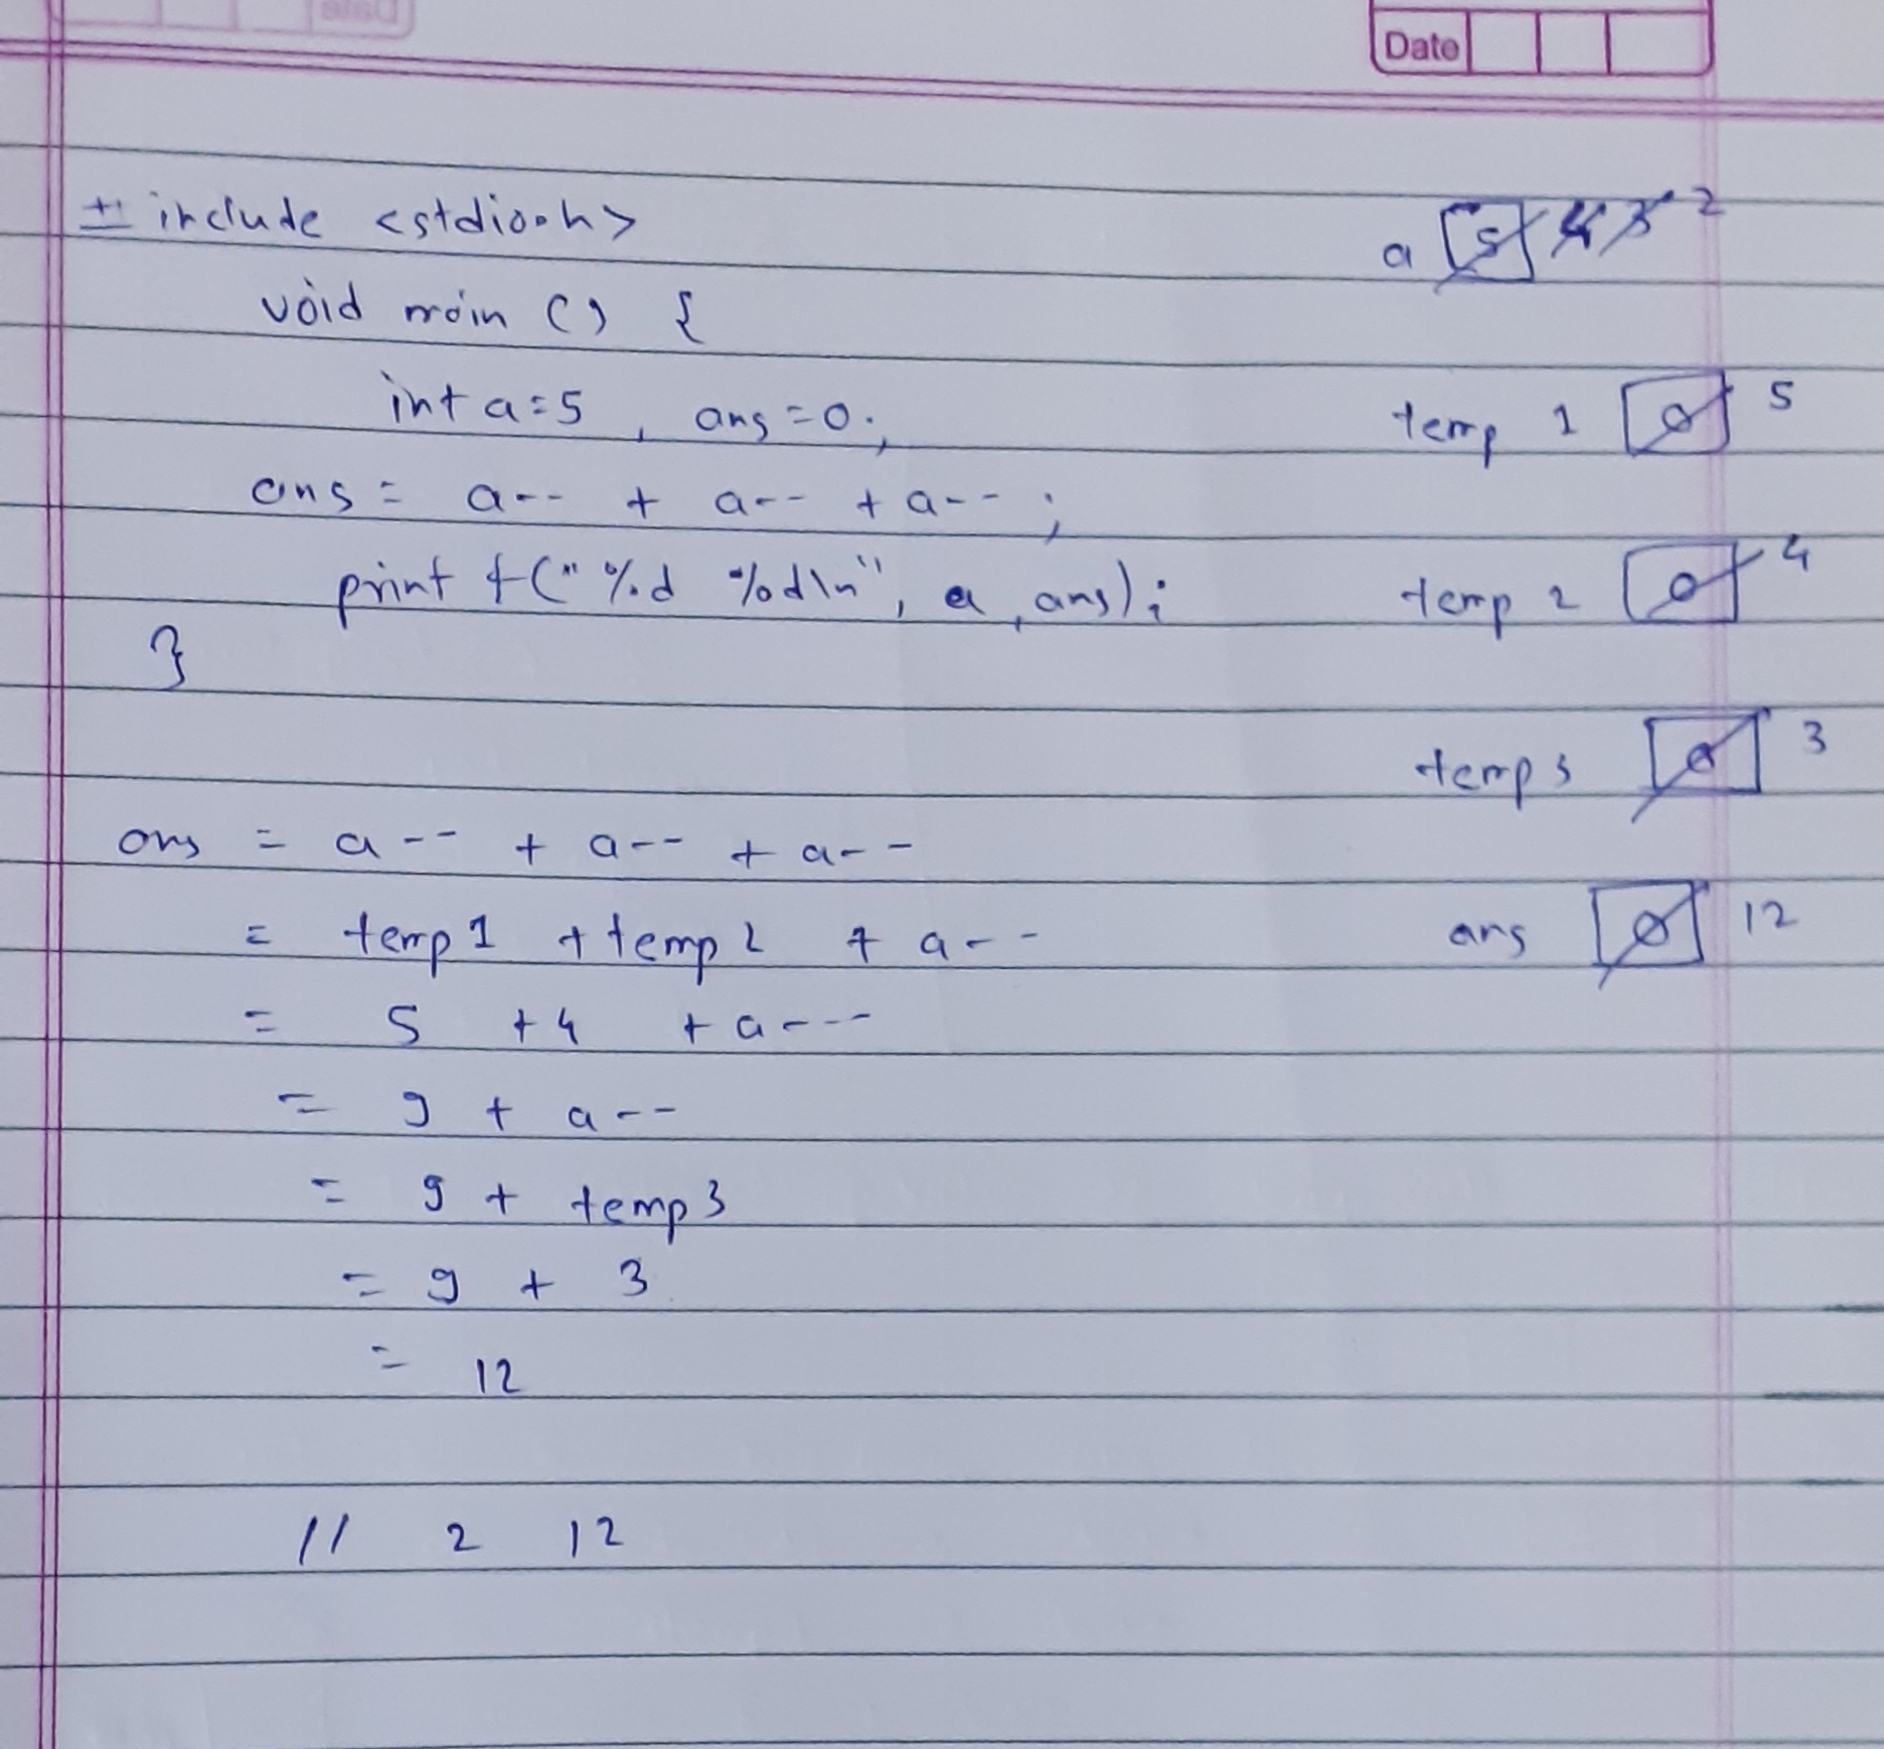 Date
# include <stdio.h>
void main () {
int a=5, ans=0;
ans = a-- + a-- + a--;
printf(" %d %d\n", a, ans);
}
ans = a-- + a-- + a--
= temp 1 + temp 2 + a--
= 5 + 4 + a--
= 9 + a--
= 9 + temp 3
= 9 + 3
= 12
// 2 12
a 5 4 3 2
temp 1 0 5
temp 2 0 4
temp 3 0 3
ans 0 12